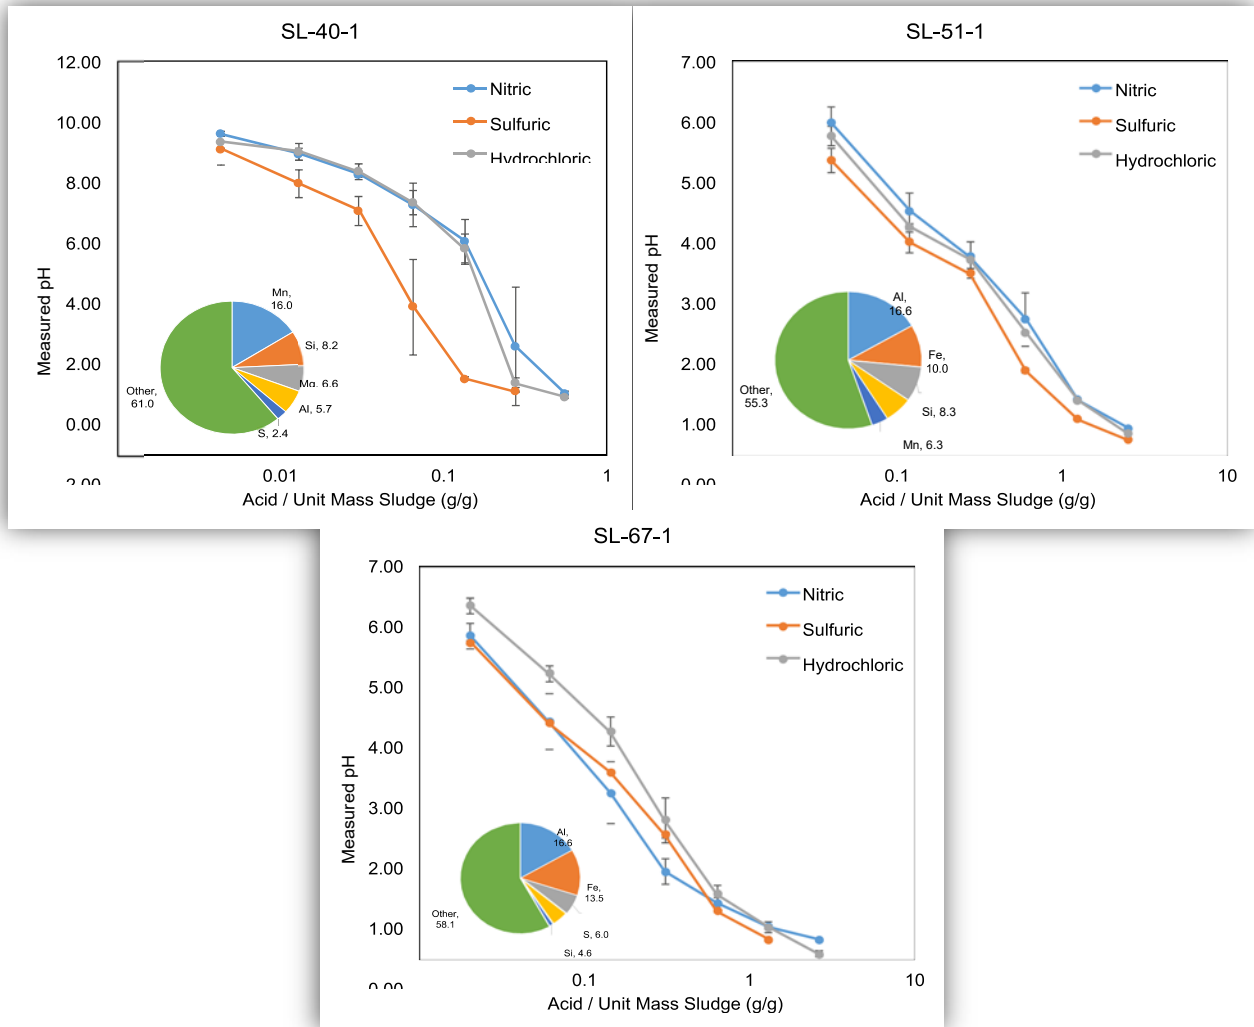 SL-40-1
12.00
10.00
8.00
6.00
4.00
2.00
0.00
Measured pH
Nitric
Sulfuric
Hydrochloric
Mn,
16.0
Si, 8.2
Mg, 6.6
Al, 5.7
S, 2.4
Other,
61.0
0.01
0.1
1
Acid / Unit Mass Sludge (g/g)
SL-51-1
7.00
6.00
5.00
4.00
3.00
2.00
1.00
0.00
Measured pH
Nitric
Sulfuric
Hydrochloric
Al,
16.6
Fe,
10.0
Si, 8.3
Mn, 6.3
Other,
55.3
0.1
1
10
Acid / Unit Mass Sludge (g/g)
SL-67-1
7.00
6.00
5.00
4.00
3.00
2.00
1.00
0.00
Measured pH
Nitric
Sulfuric
Hydrochloric
Al,
16.6
Fe,
13.5
S, 6.0
Si, 4.6
Other,
58.1
0.1
1
10
Acid / Unit Mass Sludge (g/g)